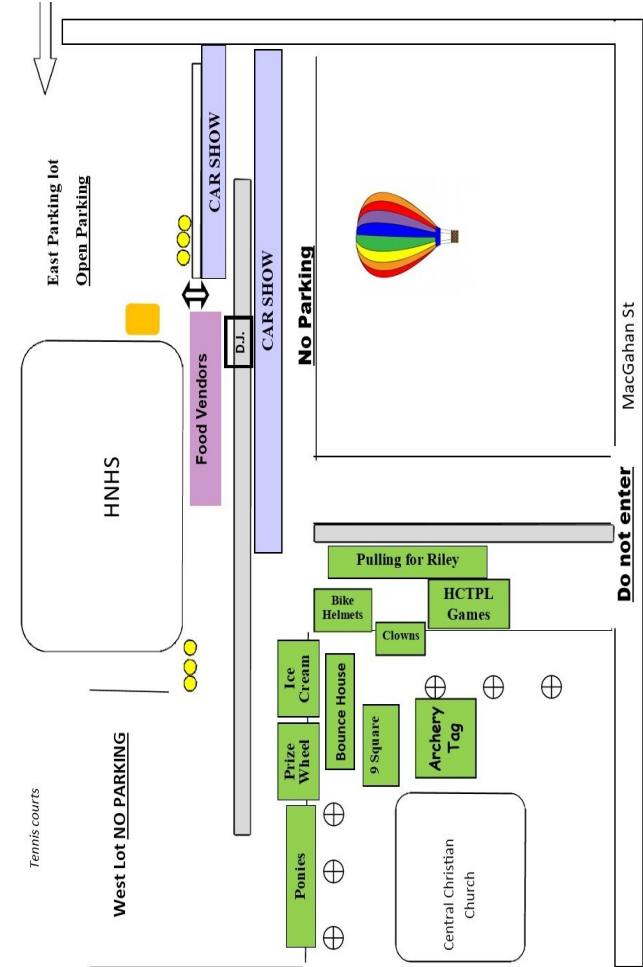 East Parking lot
Open Parking
CAR SHOW
CAR SHOW
No Parking
MacGahan St
D.J.
Food Vendors
HNHS
Do not enter
Pulling for Riley
HCTPL
Games
Bike
Helmets
Clowns
Ice
Cream
Bounce House
9 Square
Archery
Tag
Prize
Wheel
Ponies
Central Christian
Church
West Lot NO PARKING
Tennis courts